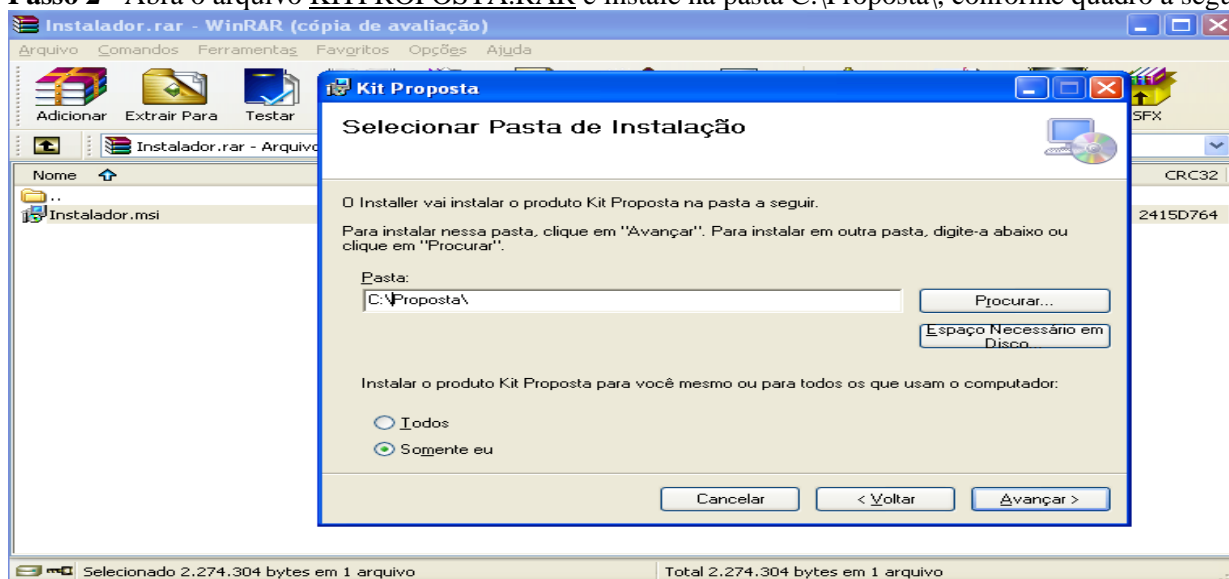 Passo 2 - Abra o arquivo KITPROPOSTA.RAR e instale na pasta C:\Proposta\, conforme quadro a segu
Instalador.rar - WinRAR (cópia de avaliação)
Arquivo Comandos Ferramentas Favoritos Opções Ajuda
Adicionar Extrair Para Testar SFX
Instalador.rar - Arquivo
Nome CRC32
..
Instalador.msi 2415D764
Kit Proposta
Selecionar Pasta de Instalação
O Installer vai instalar o produto Kit Proposta na pasta a seguir.
Para instalar nessa pasta, clique em "Avançar". Para instalar em outra pasta, digite-a abaixo ou
clique em "Procurar".
Pasta:
C:\Proposta\ Procurar...
Espaço Necessário em
Disco...
Instalar o produto Kit Proposta para você mesmo ou para todos os que usam o computador:
Todos
Somente eu
Cancelar < Voltar Avançar >
Selecionado 2.274.304 bytes em 1 arquivo Total 2.274.304 bytes em 1 arquivo